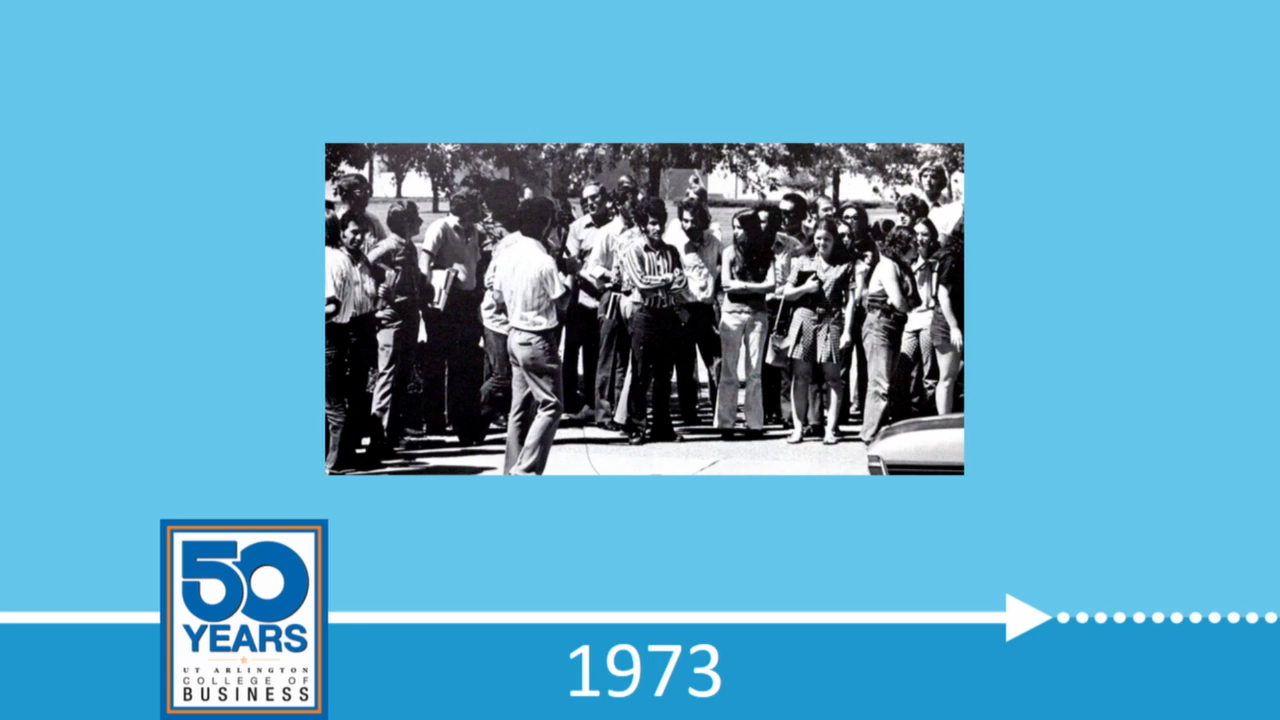 50
YEARS
UT ARLINGTON
COLLEGE OF
BUSINESS
1973